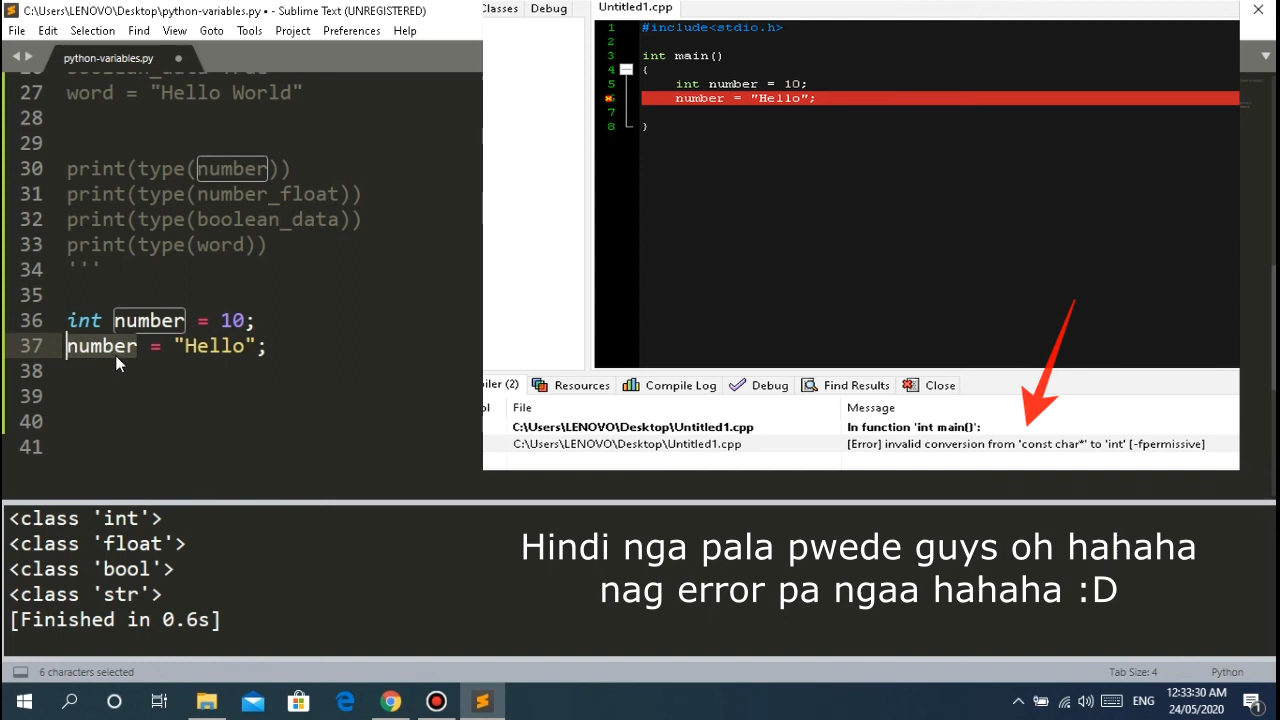 C:\Users\LENOVO\Desktop\python-variables.py • - Sublime Text (UNREGISTERED)
File Edit Selection Find View Goto Tools Project Preferences Help
python-variables.py
27 word = "Hello World"
28
29
30 print(type(number))
31 print(type(number_float))
32 print(type(boolean_data))
33 print(type(word))
34 '''
35
36 int number = 10;
37 number = "Hello";
38
39
40
41
Classes Debug
Untitled1.cpp
1 #include<stdio.h>
2
3 int main()
4 {
5 int number = 10;
number = "Hello";
7
8 }
piler (2) Resources Compile Log Debug Find Results Close
File Message
C:\Users\LENOVO\Desktop\Untitled1.cpp In function 'int main()':
C:\Users\LENOVO\Desktop\Untitled1.cpp [Error] invalid conversion from 'const char*' to 'int' [-fpermissive]
<class 'int'>
<class 'float'>
<class 'bool'>
<class 'str'>
[Finished in 0.6s]
Hindi nga pala pwede guys oh hahaha
nag error pa ngaa hahaha :D
6 characters selected Tab Size: 4 Python
ENG 12:33:30 AM
24/05/2020
1